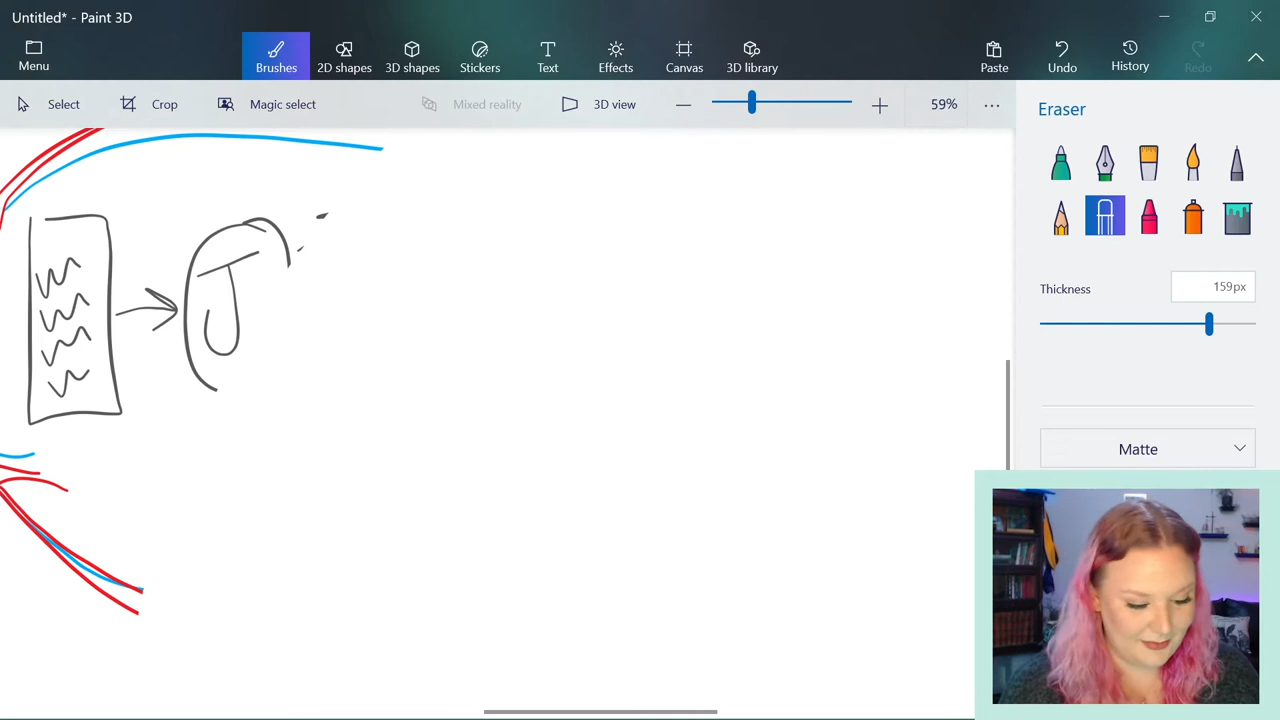 Untitled* - Paint 3D
Menu
Brushes
2D shapes
3D shapes
Stickers
Text
Effects
Canvas
3D library
Paste
Undo
History
Redo
Select
Crop
Magic select
Mixed reality
3D view
59%
Eraser
Thickness
159px
Matte
J